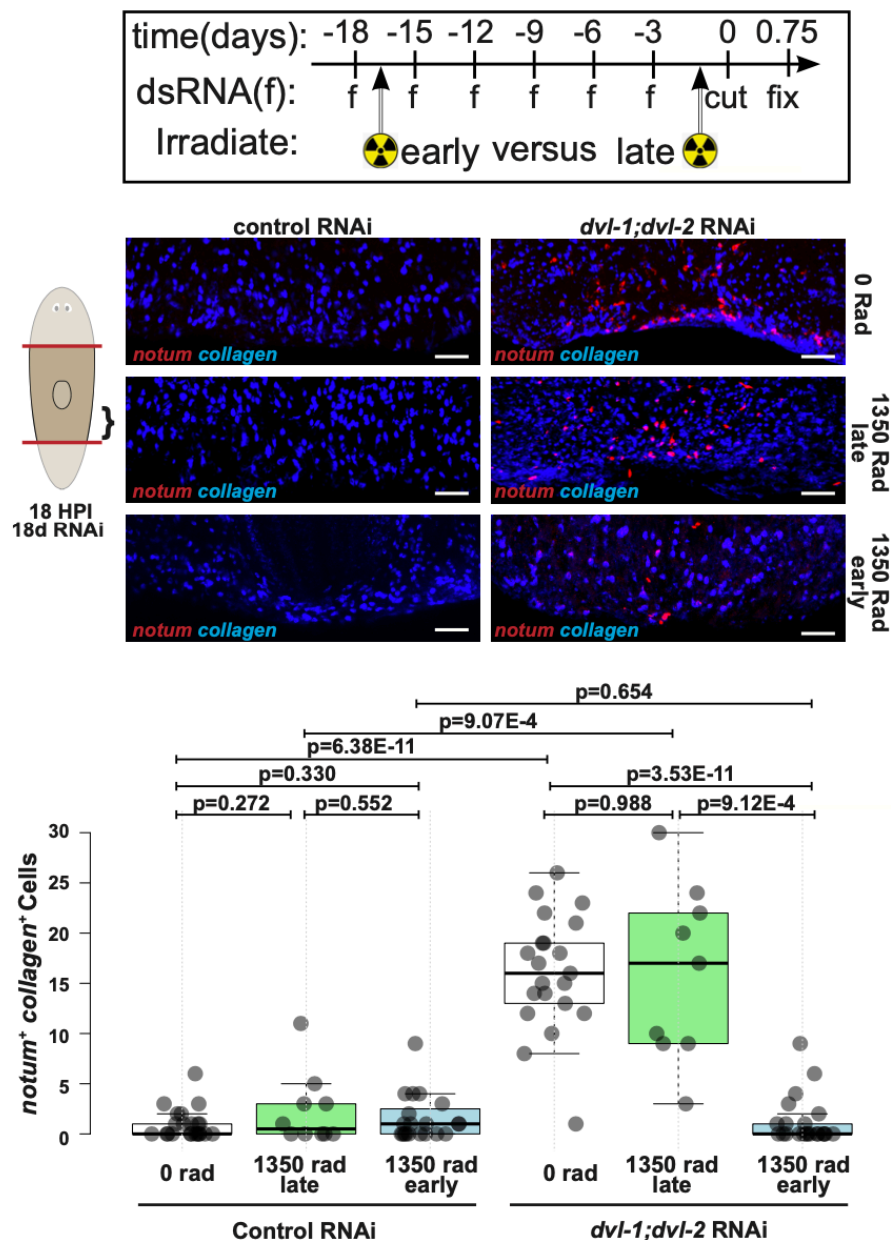 time(days): -18 -15 -12 -9 -6 -3 0 0.75
dsRNA(f): f f f f f f cut fix
Irradiate: early versus late
control RNAi dvl-1;dvl-2 RNAi
notum collagen notum collagen 0 Rad
notum collagen notum collagen 1350 Rad late
notum collagen notum collagen 1350 Rad early
}
18 HPI
18d RNAi
p=0.654
p=9.07E-4
p=6.38E-11
p=0.330 p=3.53E-11
p=0.272 p=0.552 p=0.988 p=9.12E-4
notum+ collagen+ Cells
30
25
20
15
10
5
0
0 rad 1350 rad late 1350 rad early 0 rad 1350 rad late 1350 rad early
Control RNAi dvl-1;dvl-2 RNAi